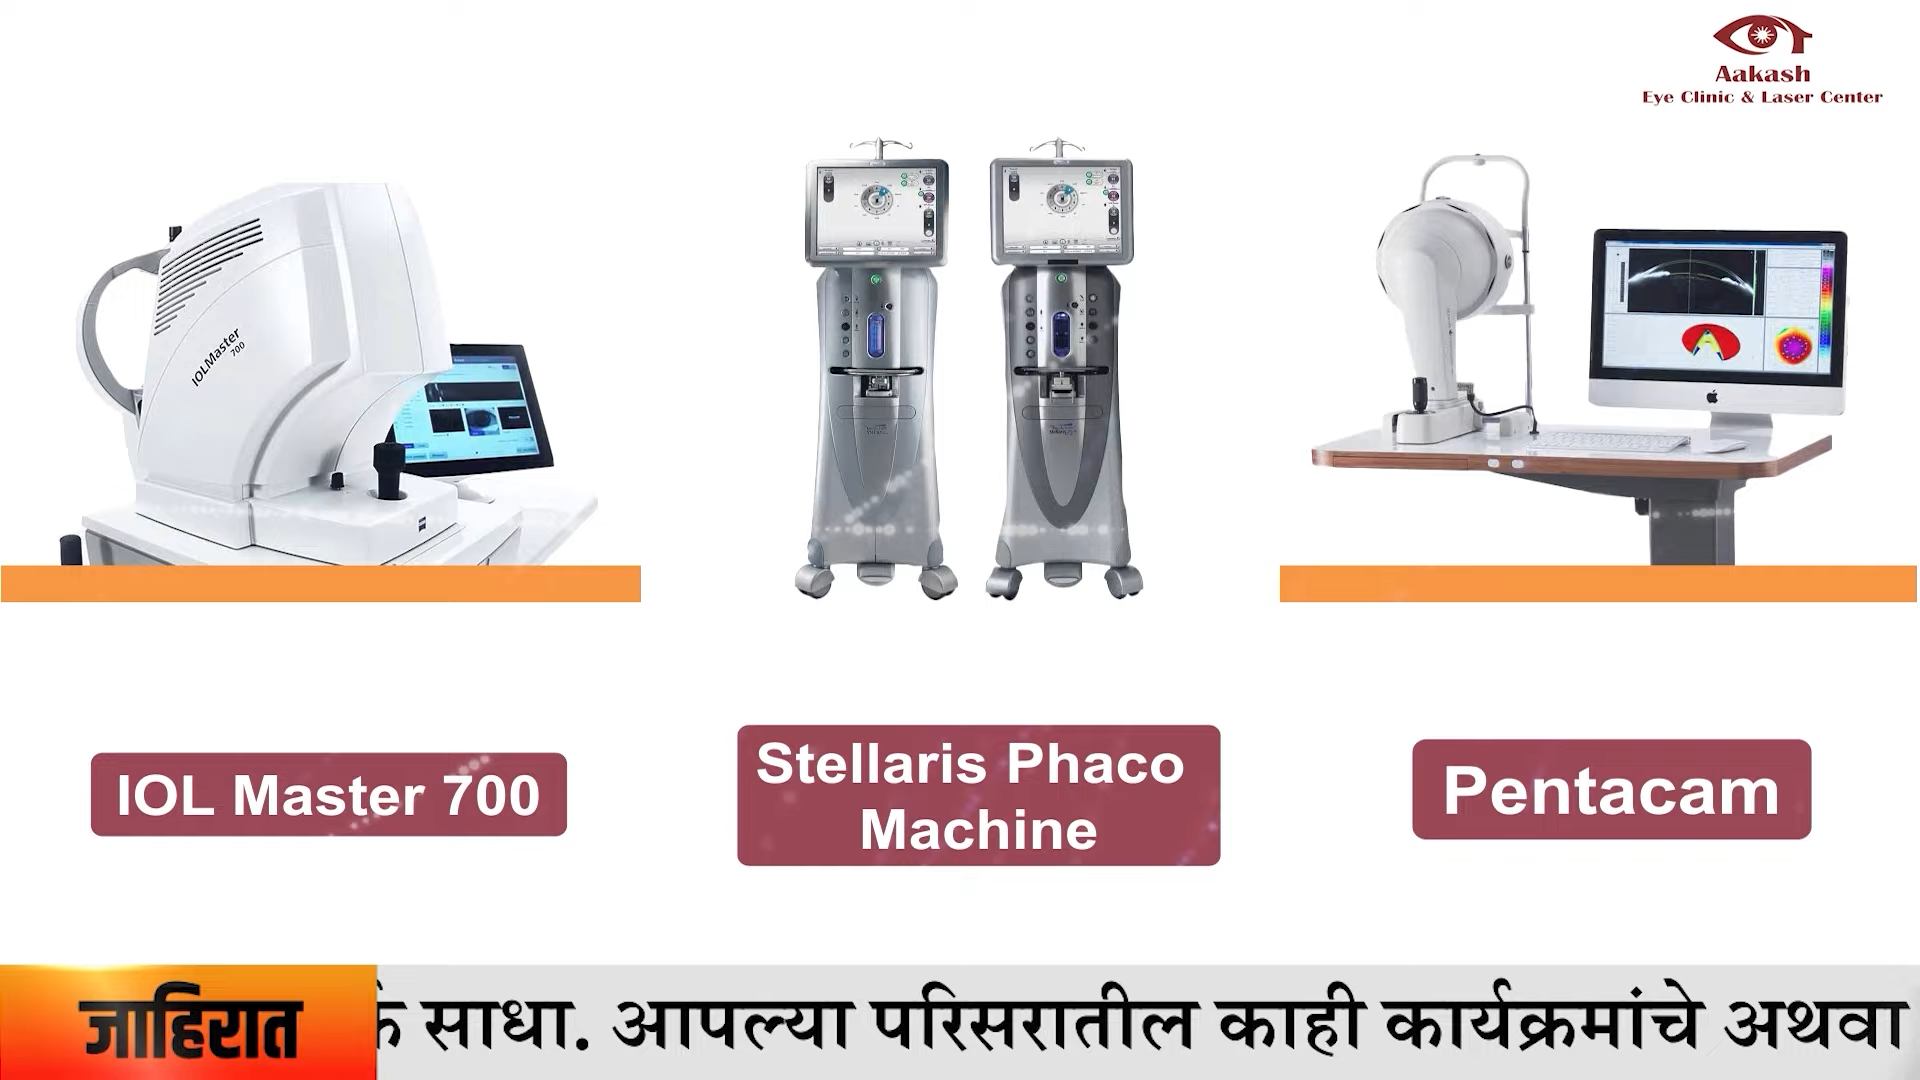 Aakash
Eye Clinic & Laser Center
IOLMaster
700
IOL Master 700
Stellaris Phaco
Machine
Pentacam
जाहिरात
साधा. आपल्या परिसरातील काही कार्यक्रमांचे अथवा